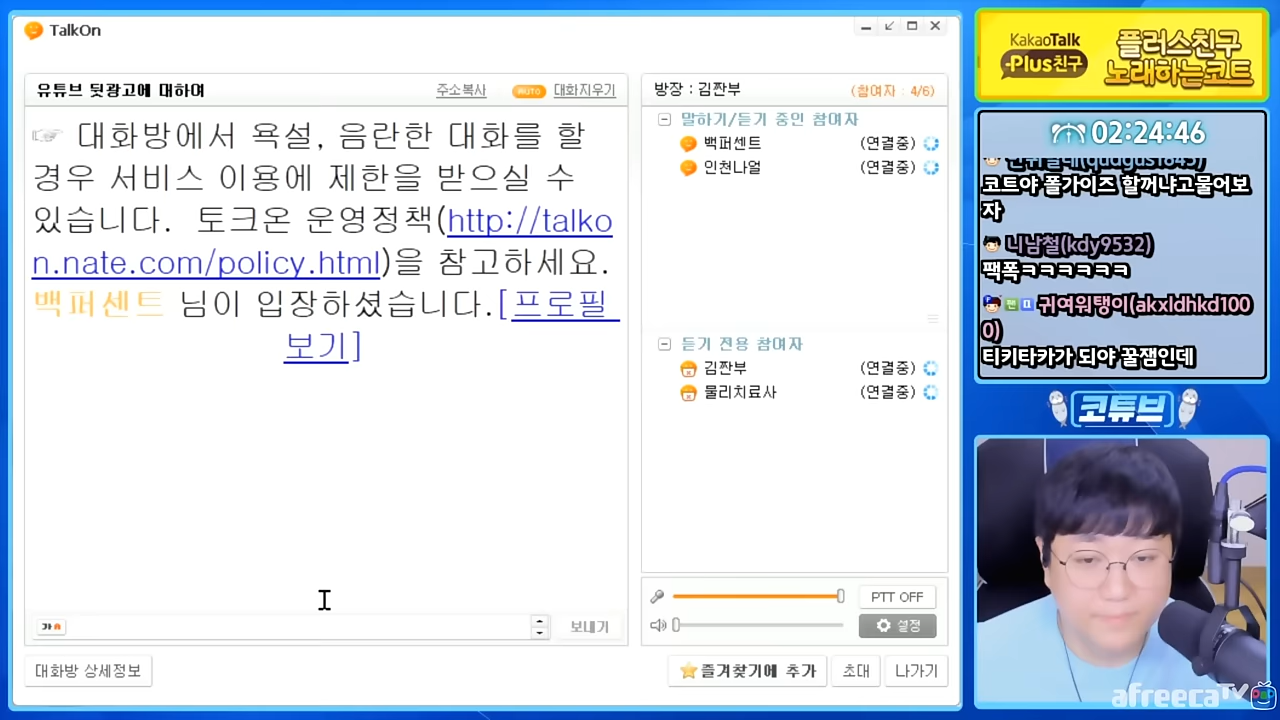 TalkOn
유튜브 뒷광고에 대하여
주소복사
AUTO
대화지우기
☞ 대화방에서 욕설, 음란한 대화를 할
경우 서비스 이용에 제한을 받으실 수
있습니다. 토크온 운영정책(http://talko
n.nate.com/policy.html)을 참고하세요.
백퍼센트 님이 입장하셨습니다.[프로필
보기]
가
보내기
대화방 상세정보
방장 : 김짠부
(참여자 : 4/6)
말하기/듣기 중인 참여자
백퍼센트 (연결중)
인천나얼 (연결중)
듣기 전용 참여자
김짠부 (연결중)
물리치료사 (연결중)
PTT OFF
설정
즐겨찾기에 추가
초대
나가기
KakaoTalk
Plus친구
플러스친구
노래하는코트
02:24:46
코트야 폴가이즈 할꺼냐고물어보
자
니남철(kdy9532)
팩폭ㅋㅋㅋㅋㅋㅋ
귀여워탱이(akxldhkd100
0)
티키타카가 되야 꿀잼인데
코튜브
afreecaTV